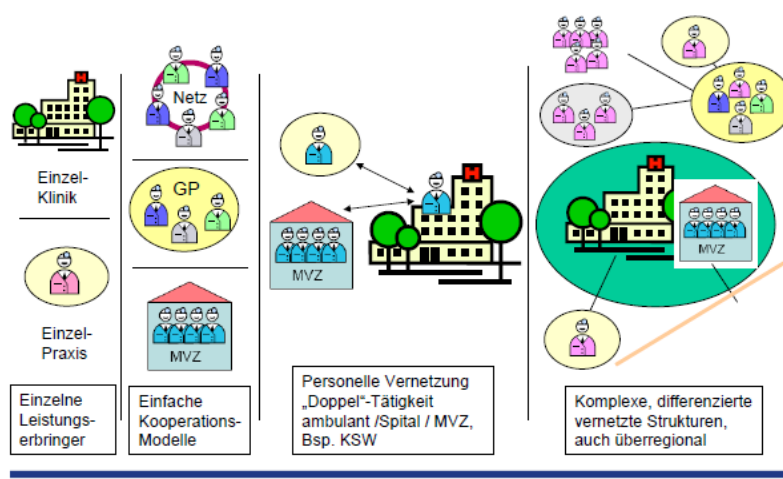 H
Einzel-
Klinik
Einzel-
Praxis
Einzelne
Leistungs-
erbringer
Netz
GP
MVZ
Einfache
Kooperations-
Modelle
H
MVZ
Personelle Vernetzung
„Doppel“-Tätigkeit
ambulant /Spital / MVZ,
Bsp. KSW
H
MVZ
Komplexe, differenzierte
vernetzte Strukturen,
auch überregional